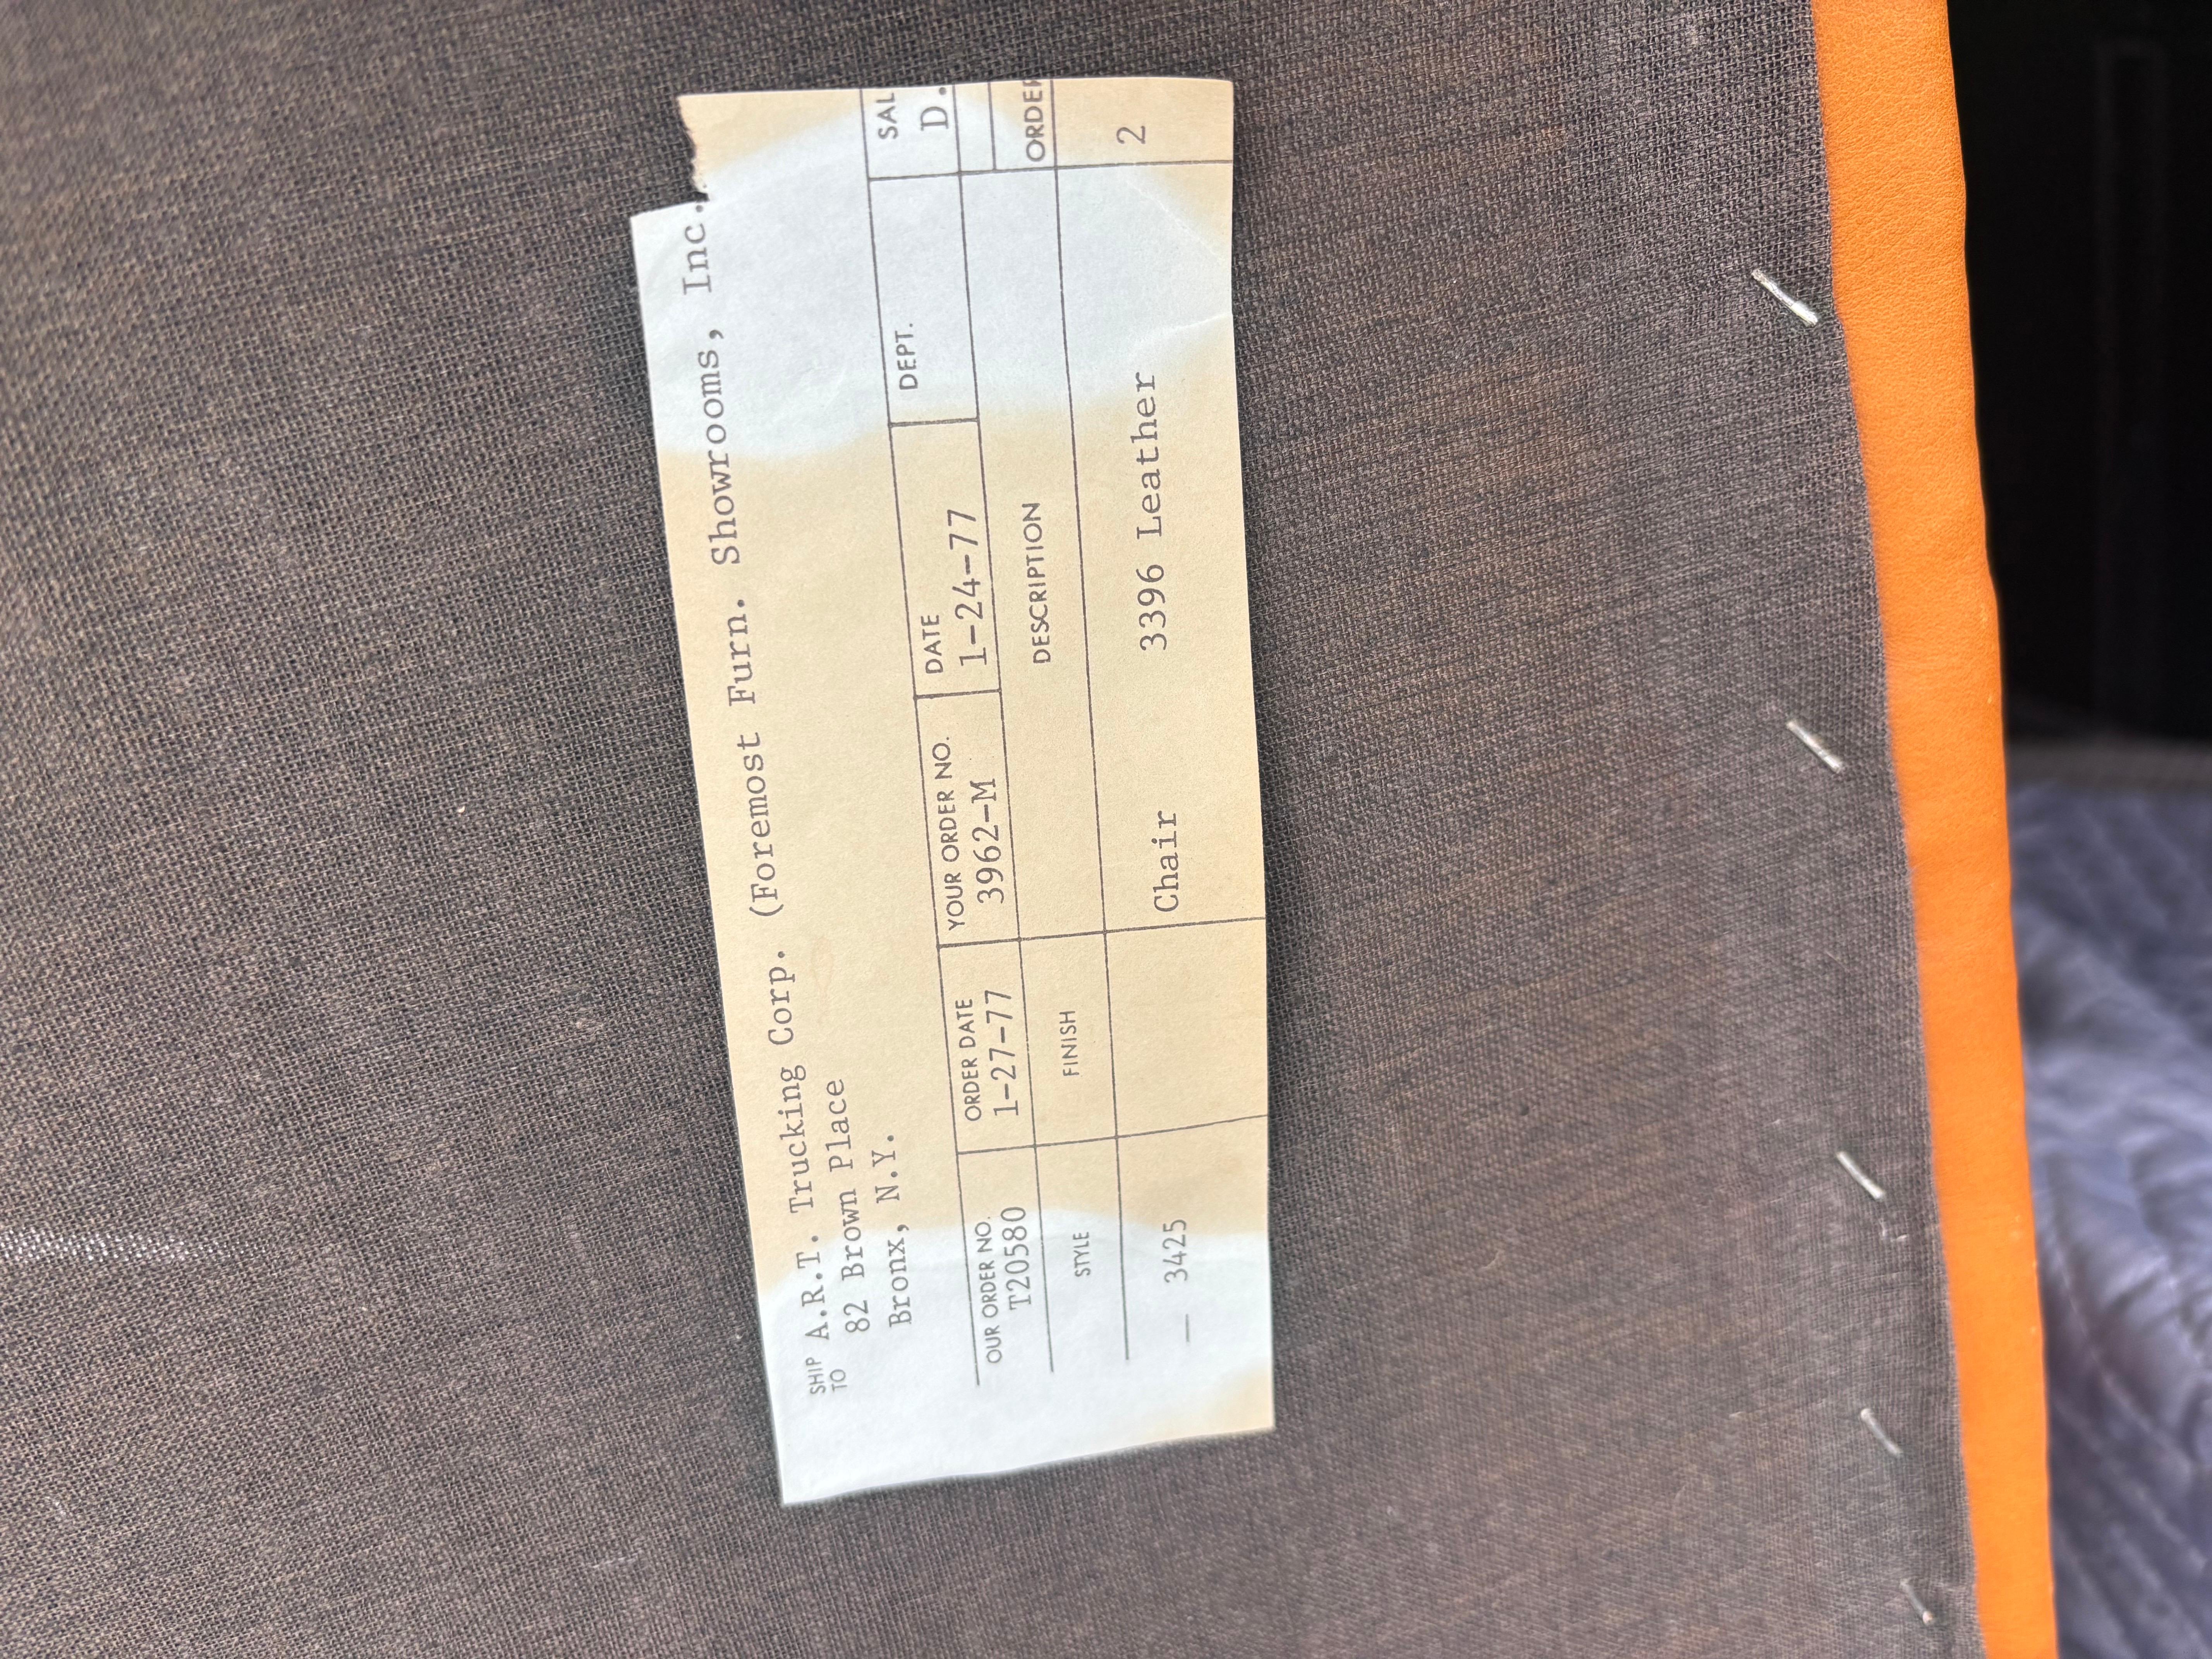 SHIP TO A.R.T. Trucking Corp. (Foremost Furn. Showrooms, Inc.
82 Brown Place
Bronx, N.Y.
OUR ORDER NO. ORDER DATE YOUR ORDER NO. DATE DEPT. SAL
T20580 1-27-77 3962-M 1-24-77 D.
STYLE FINISH DESCRIPTION ORDER
— 3425 Chair 3396 Leather 2